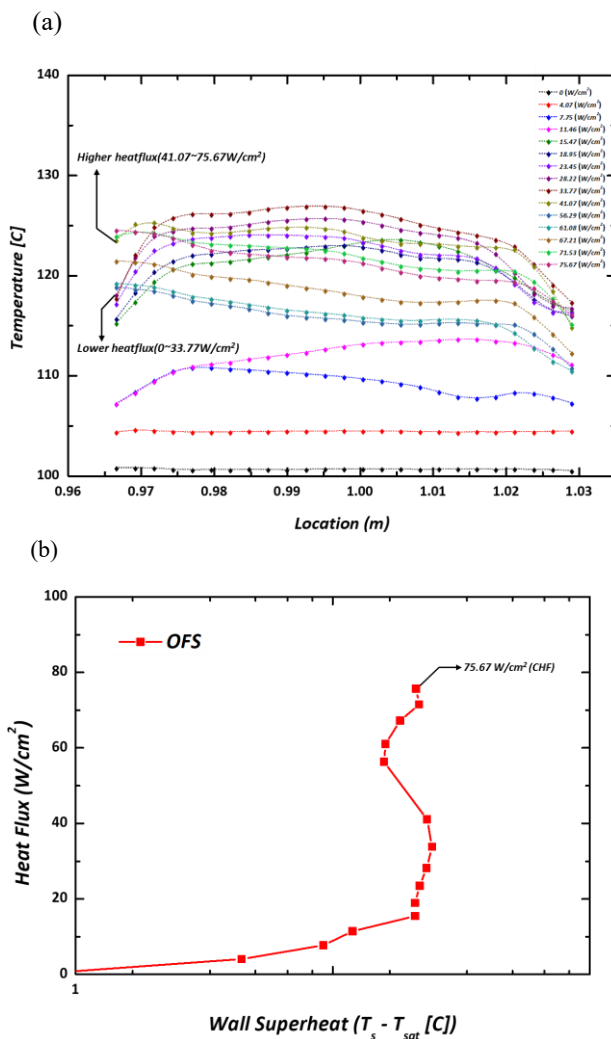 (a)
140
130
120
110
100
0.96
0.97
0.98
0.99
1.00
1.01
1.02
1.03
Temperature [C]
Location (m)
Higher heatflux(41.07~75.67W/cm²)
Lower heatflux(0~33.77W/cm²)
0 (W/cm²)
4.07 (W/cm²)
7.75 (W/cm²)
11.46 (W/cm²)
15.47 (W/cm²)
18.95 (W/cm²)
23.45 (W/cm²)
28.22 (W/cm²)
33.77 (W/cm²)
41.07 (W/cm²)
56.29 (W/cm²)
61.08 (W/cm²)
67.21 (W/cm²)
71.53 (W/cm²)
75.67 (W/cm²)
(b)
100
80
60
40
20
0
1
Heat Flux (W/cm²)
OFS
75.67 W/cm² (CHF)
Wall Superheat (Tₛ - Tₛₐₜ [C])